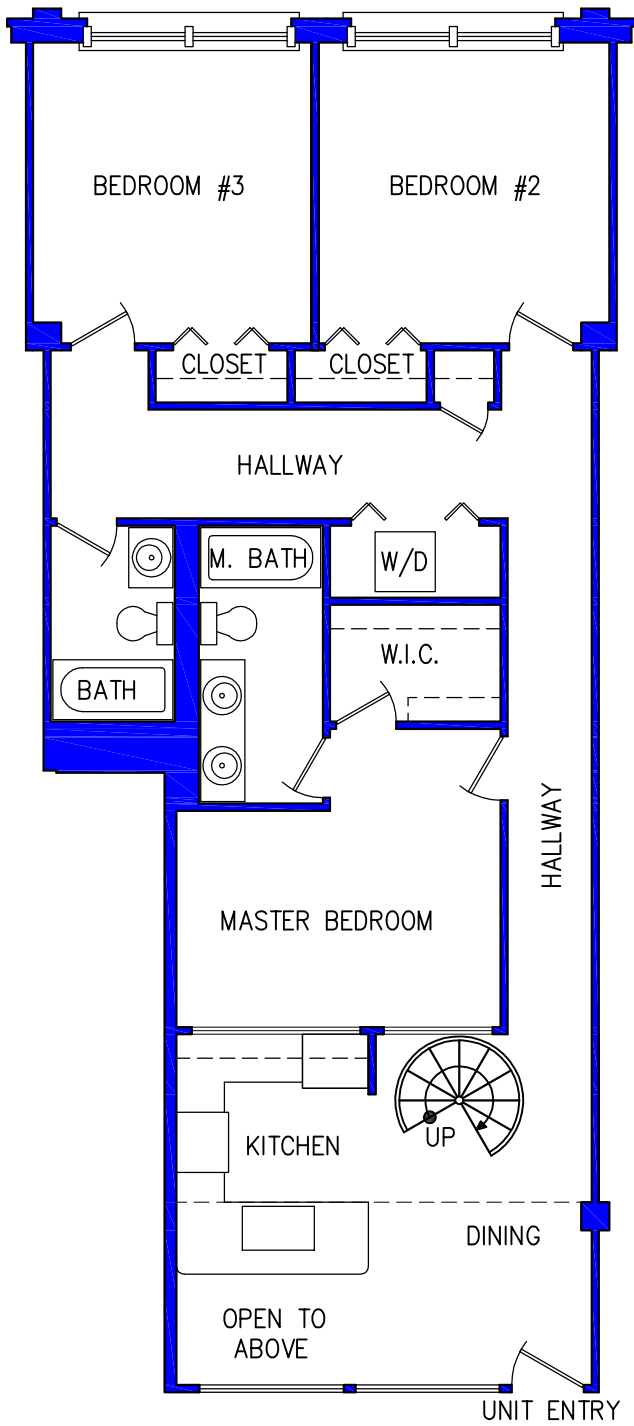 BEDROOM #3
BEDROOM #2
CLOSET
CLOSET
HALLWAY
M. BATH
W/D
W.I.C.
BATH
HALLWAY
MASTER BEDROOM
UP
KITCHEN
DINING
OPEN TO
ABOVE
UNIT ENTRY